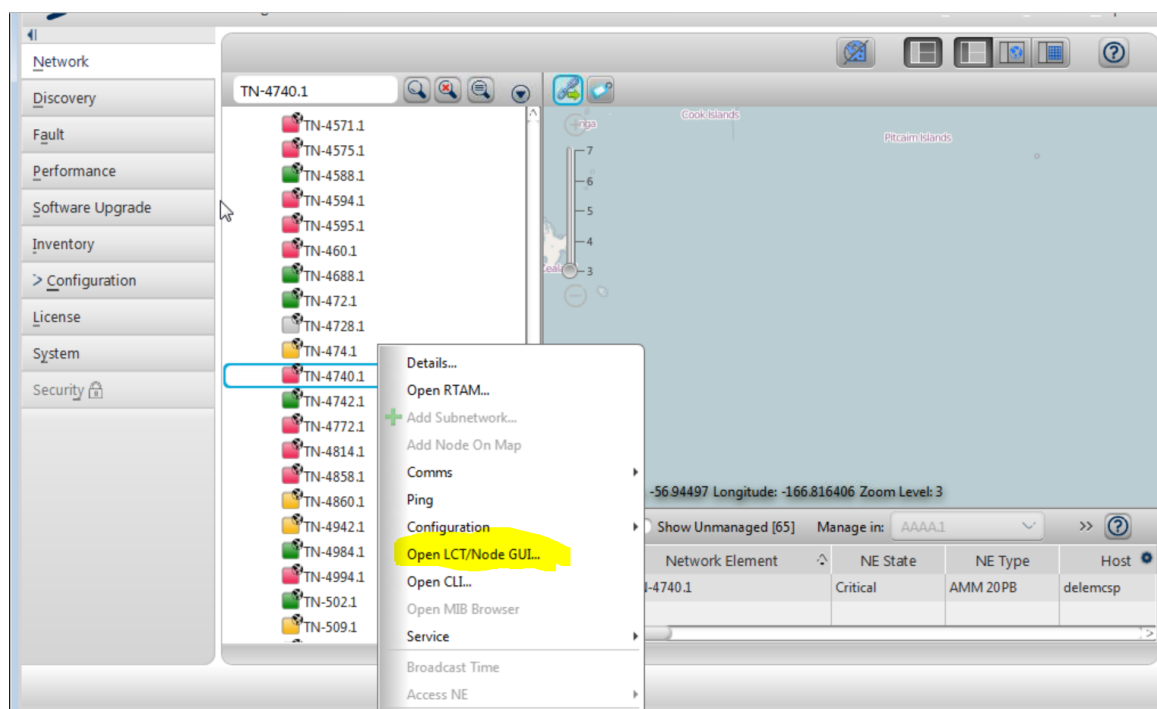 Network
Discovery
Fault
Performance
Software Upgrade
Inventory
> Configuration
License
System
Security
TN-4740.1
TN-4571.1
TN-4575.1
TN-4588.1
TN-4594.1
TN-4595.1
TN-460.1
TN-4688.1
TN-472.1
TN-4728.1
TN-474.1
TN-4740.1
TN-4742.1
TN-4772.1
TN-4814.1
TN-4858.1
TN-4860.1
TN-4942.1
TN-4984.1
TN-4994.1
TN-502.1
TN-509.1
Details...
Open RTAM...
Add Subnetwork...
Add Node On Map
Comms
Ping
Configuration
Open LCT/Node GUI...
Open CLI...
Open MIB Browser
Service
Broadcast Time
Access NE
Cook Islands
Pitcairn Islands
nga
7
6
5
4
3
-56.94497 Longitude: -166.816406 Zoom Level: 3
Show Unmanaged [65] Manage in: AAAA.1 >>
Network Element NE State NE Type Host
-4740.1 Critical AMM 20PB delemcsp